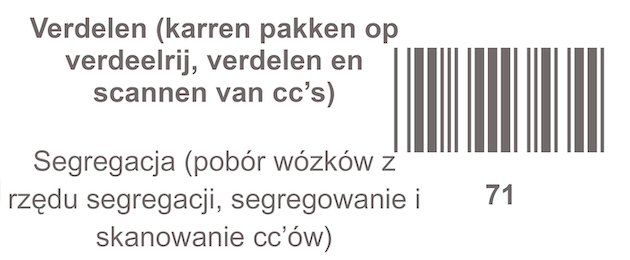 Verdelen (karren pakken op
verdeelrij, verdelen en
scannen van cc's)
Segregacja (pobór wózków z
rzędu segregacji, segregowanie i
skanowanie cc'ów)
71